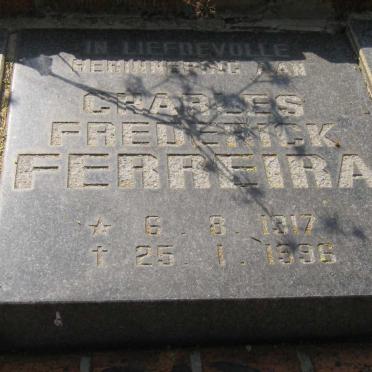 IN LIEFDEVOLLE
HERINNERING AAN
CHARLES
FREDERICK
FERREIRA
☆ 6. 8. 1917
✝ 25. 1. 1996